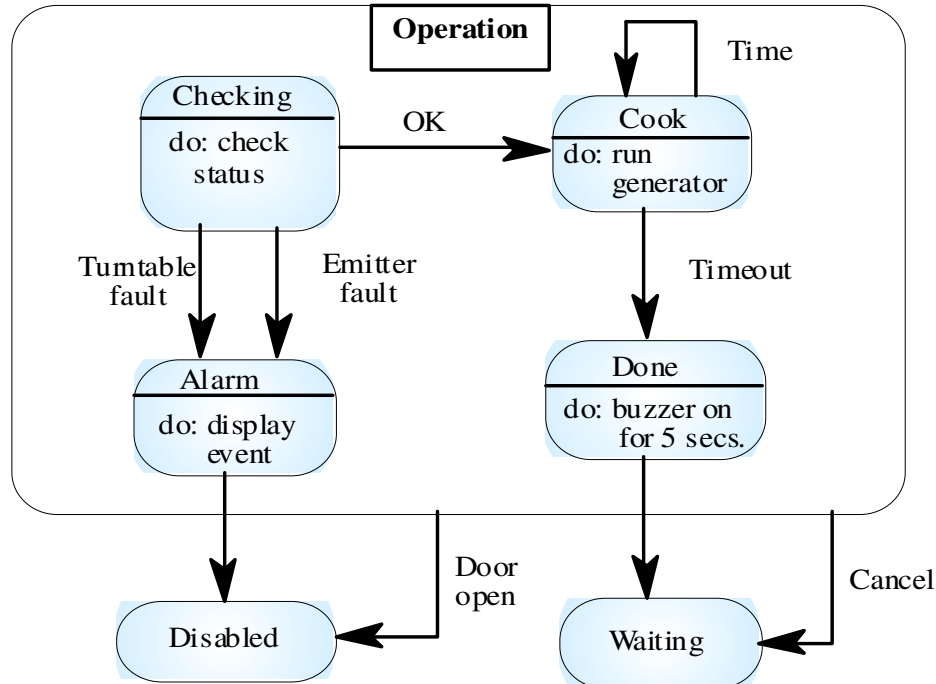 Operation
Time
Checking
do: check
status
OK
Cook
do: run
generator
Turntable
fault
Emitter
fault
Timeout
Alarm
do: display
event
Done
do: buzzer on
for 5 secs.
Door
open
Cancel
Disabled
Waiting